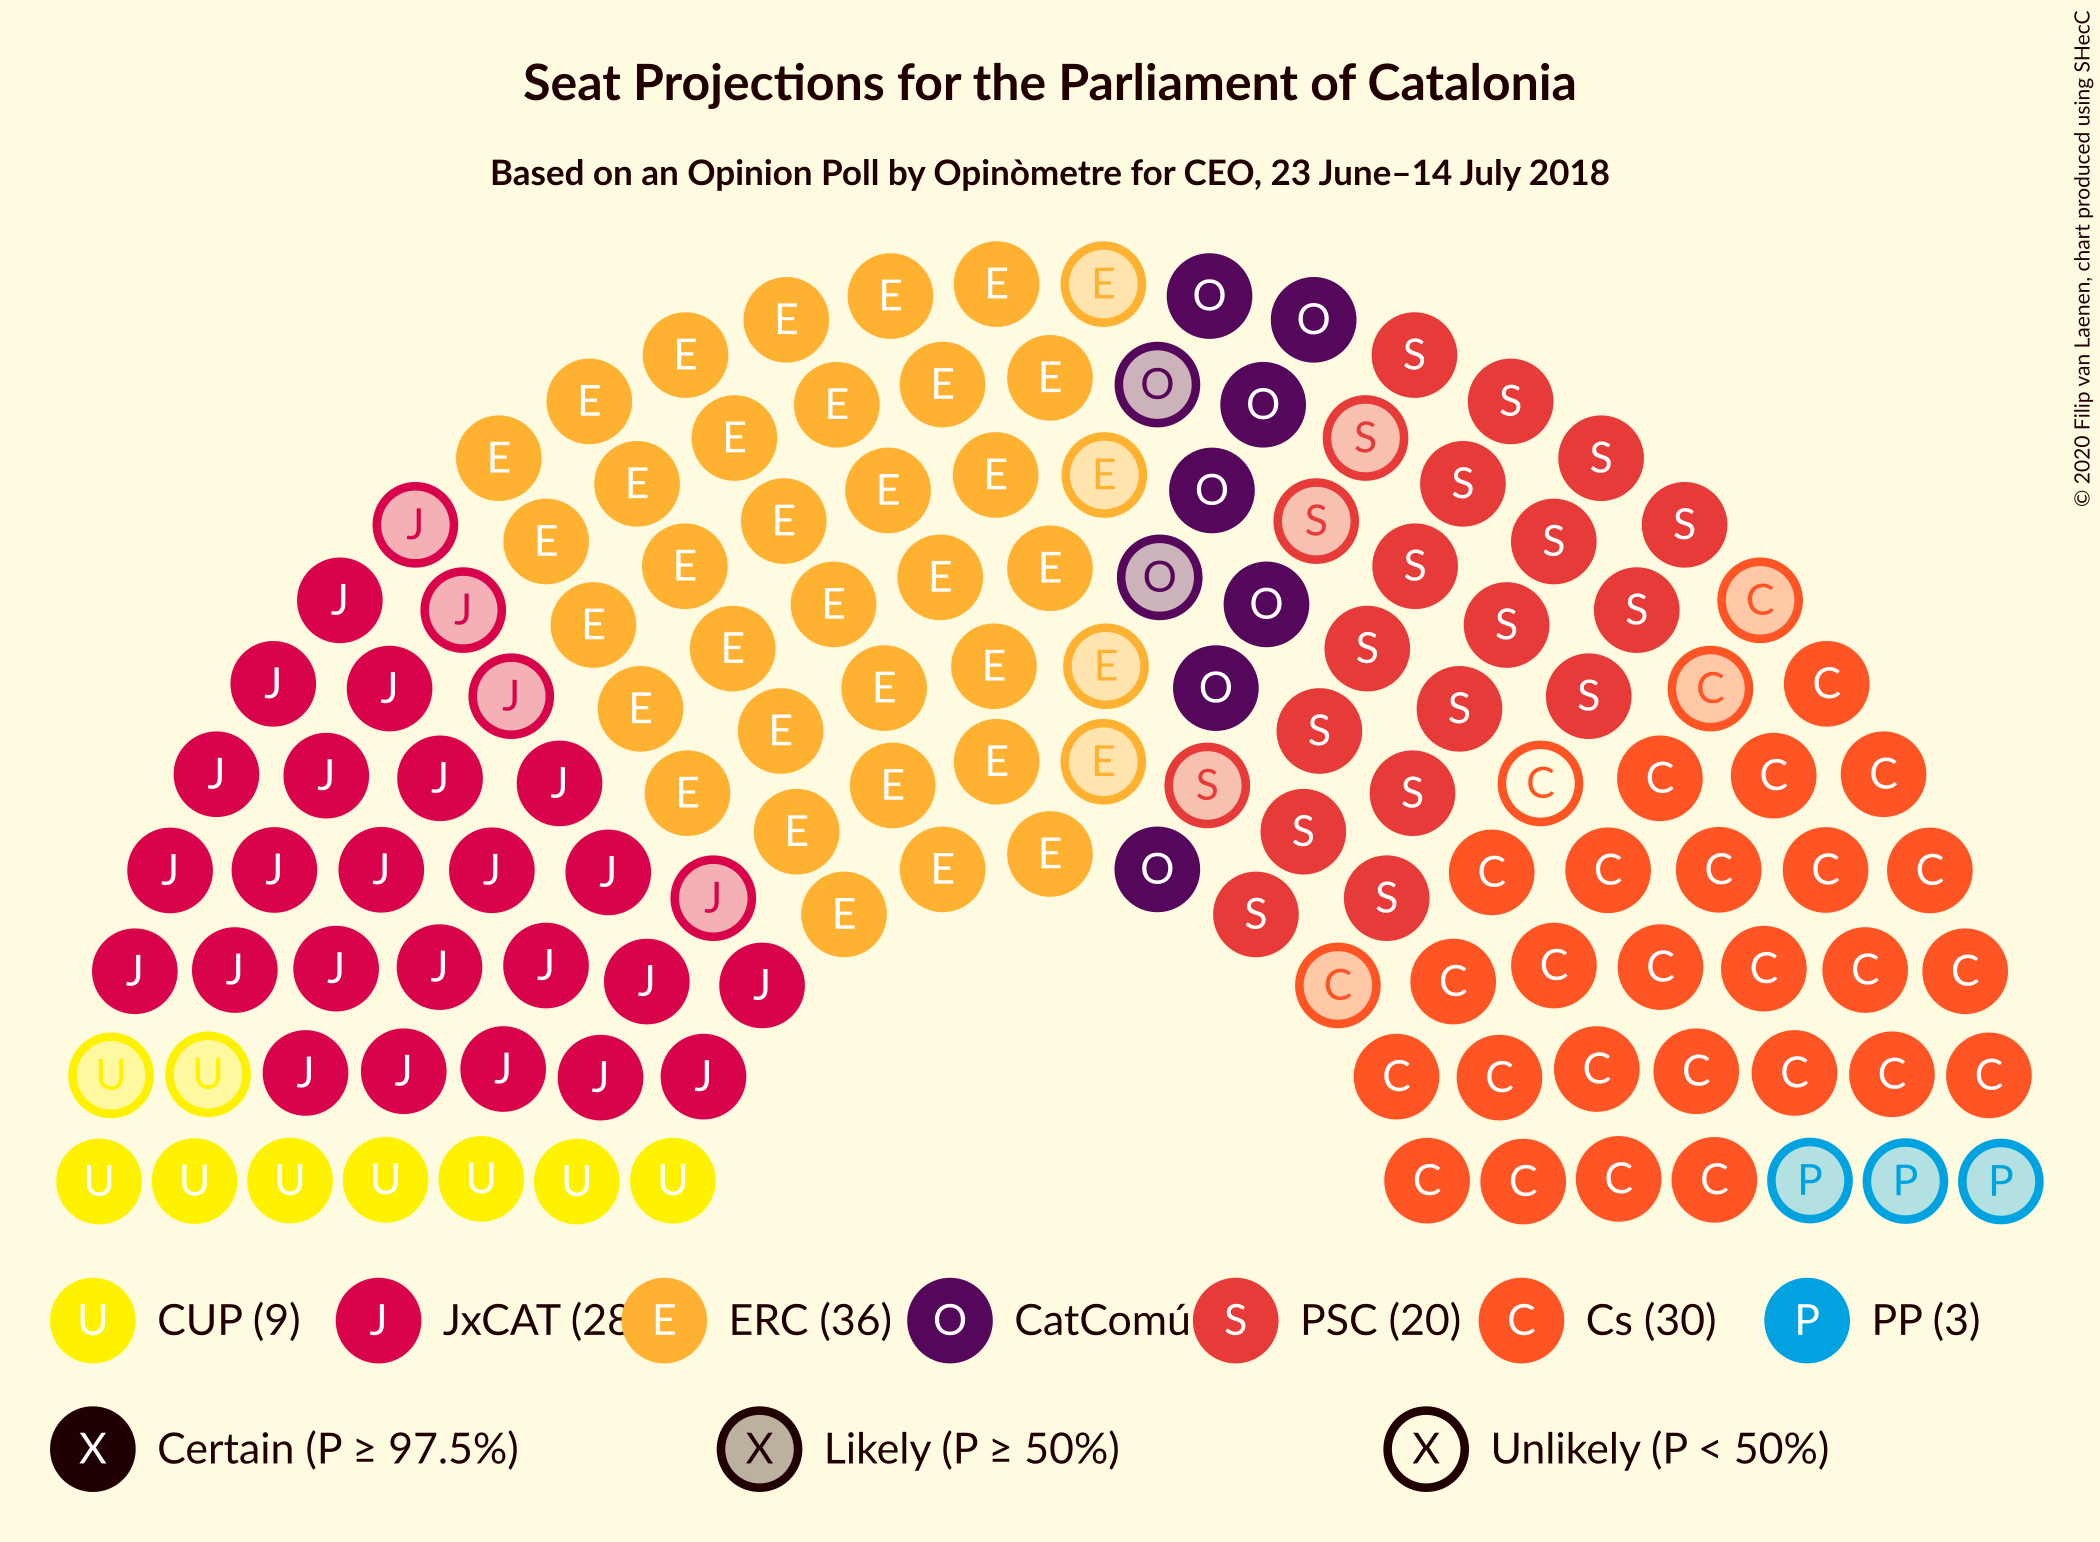 Seat Projections for the Parliament of Catalonia
Based on an Opinion Poll by Opinòmetre for CEO, 23 June–14 July 2018
© 2020 Filip van Laenen, chart produced using SHecC
E E E O
E O
E S
E E E E O O S
E E E E S S
E E O S
J E E S S S
E E E O S
J J E E O S S C
E E E S
J J J E E O S S C C
E S
J J J J E E E E S S C C C C
E S
J J J J J J E E E O S S C C C C C
J J J J J J J C C C C C C C
U U J J J J J C C C C C C C
U U U U U U U C C C C P P P
U CUP (9) J JxCAT (28 E ERC (36) O CatComú S PSC (20) C Cs (30) P PP (3)
X Certain (P ≥ 97.5%) X Likely (P ≥ 50%) X Unlikely (P < 50%)